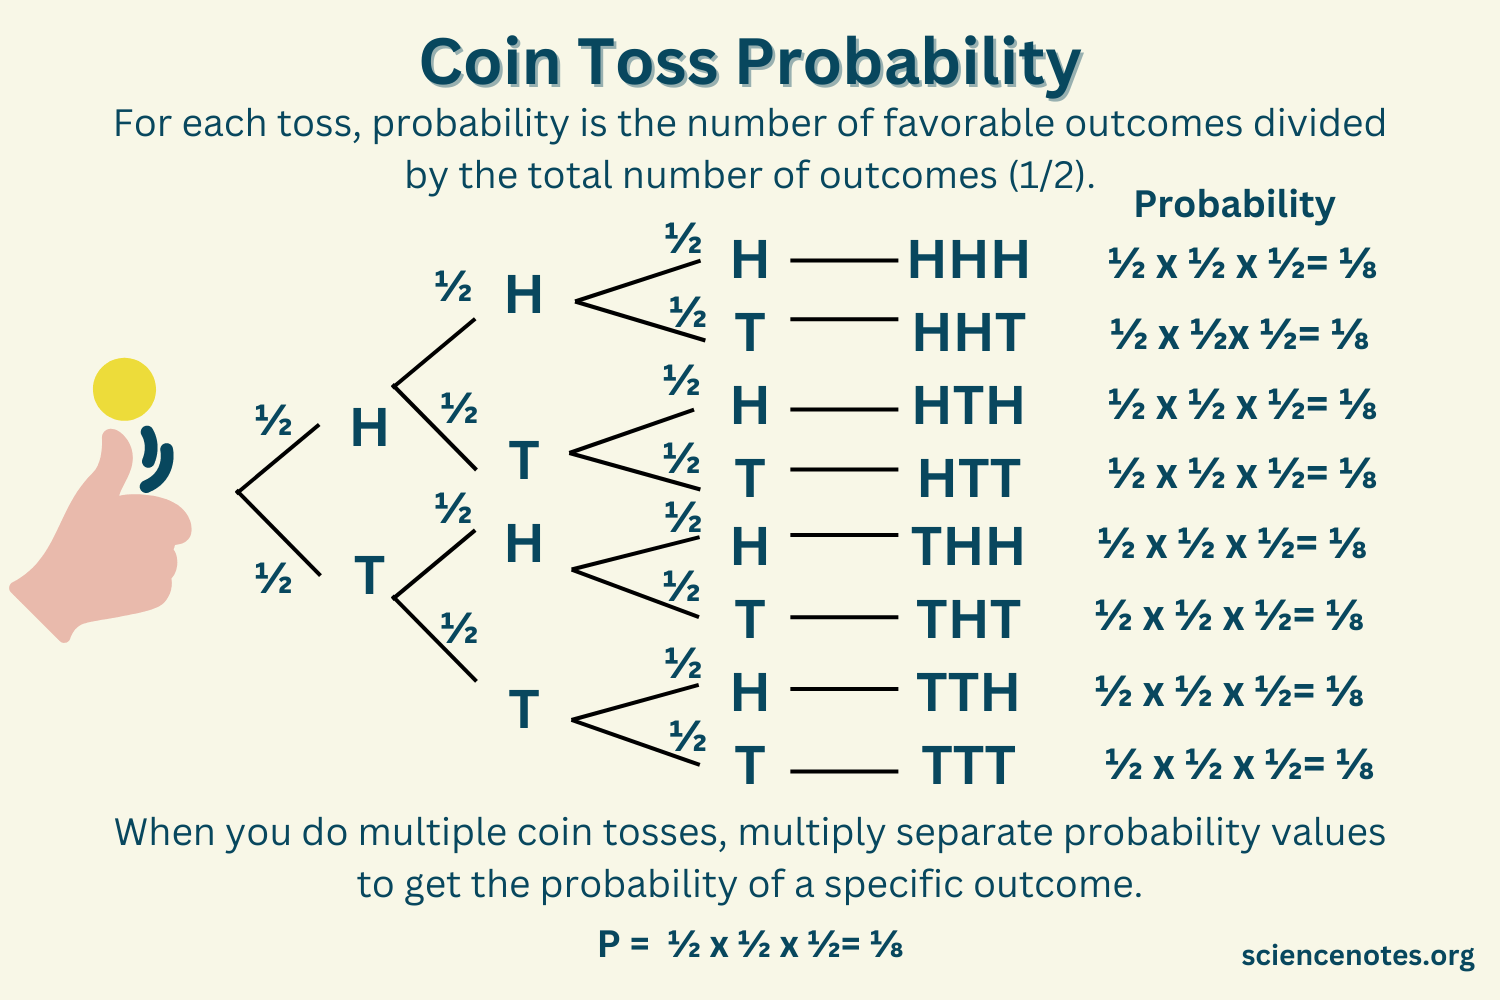 Coin Toss Probability
For each toss, probability is the number of favorable outcomes divided
by the total number of outcomes (1/2).
Probability
½ H HHH ½ x ½ x ½= ⅛
½ H
½ T HHT ½ x ½x ½= ⅛
½ H HTH ½ x ½ x ½= ⅛
½ H ½
½ T
½ T HTT ½ x ½ x ½= ⅛
½ H
½ H THH ½ x ½ x ½= ⅛
½ T
½ T THT ½ x ½ x ½= ⅛
½
½ H TTH ½ x ½ x ½= ⅛
T
½ T TTT ½ x ½ x ½= ⅛
When you do multiple coin tosses, multiply separate probability values
to get the probability of a specific outcome.
P = ½ x ½ x ½= ⅛
sciencenotes.org